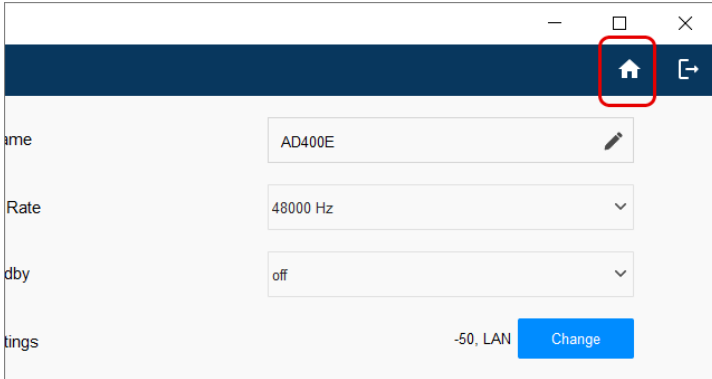 ame
AD400E
Rate
48000 Hz
dby
off
tings
-50, LAN
Change